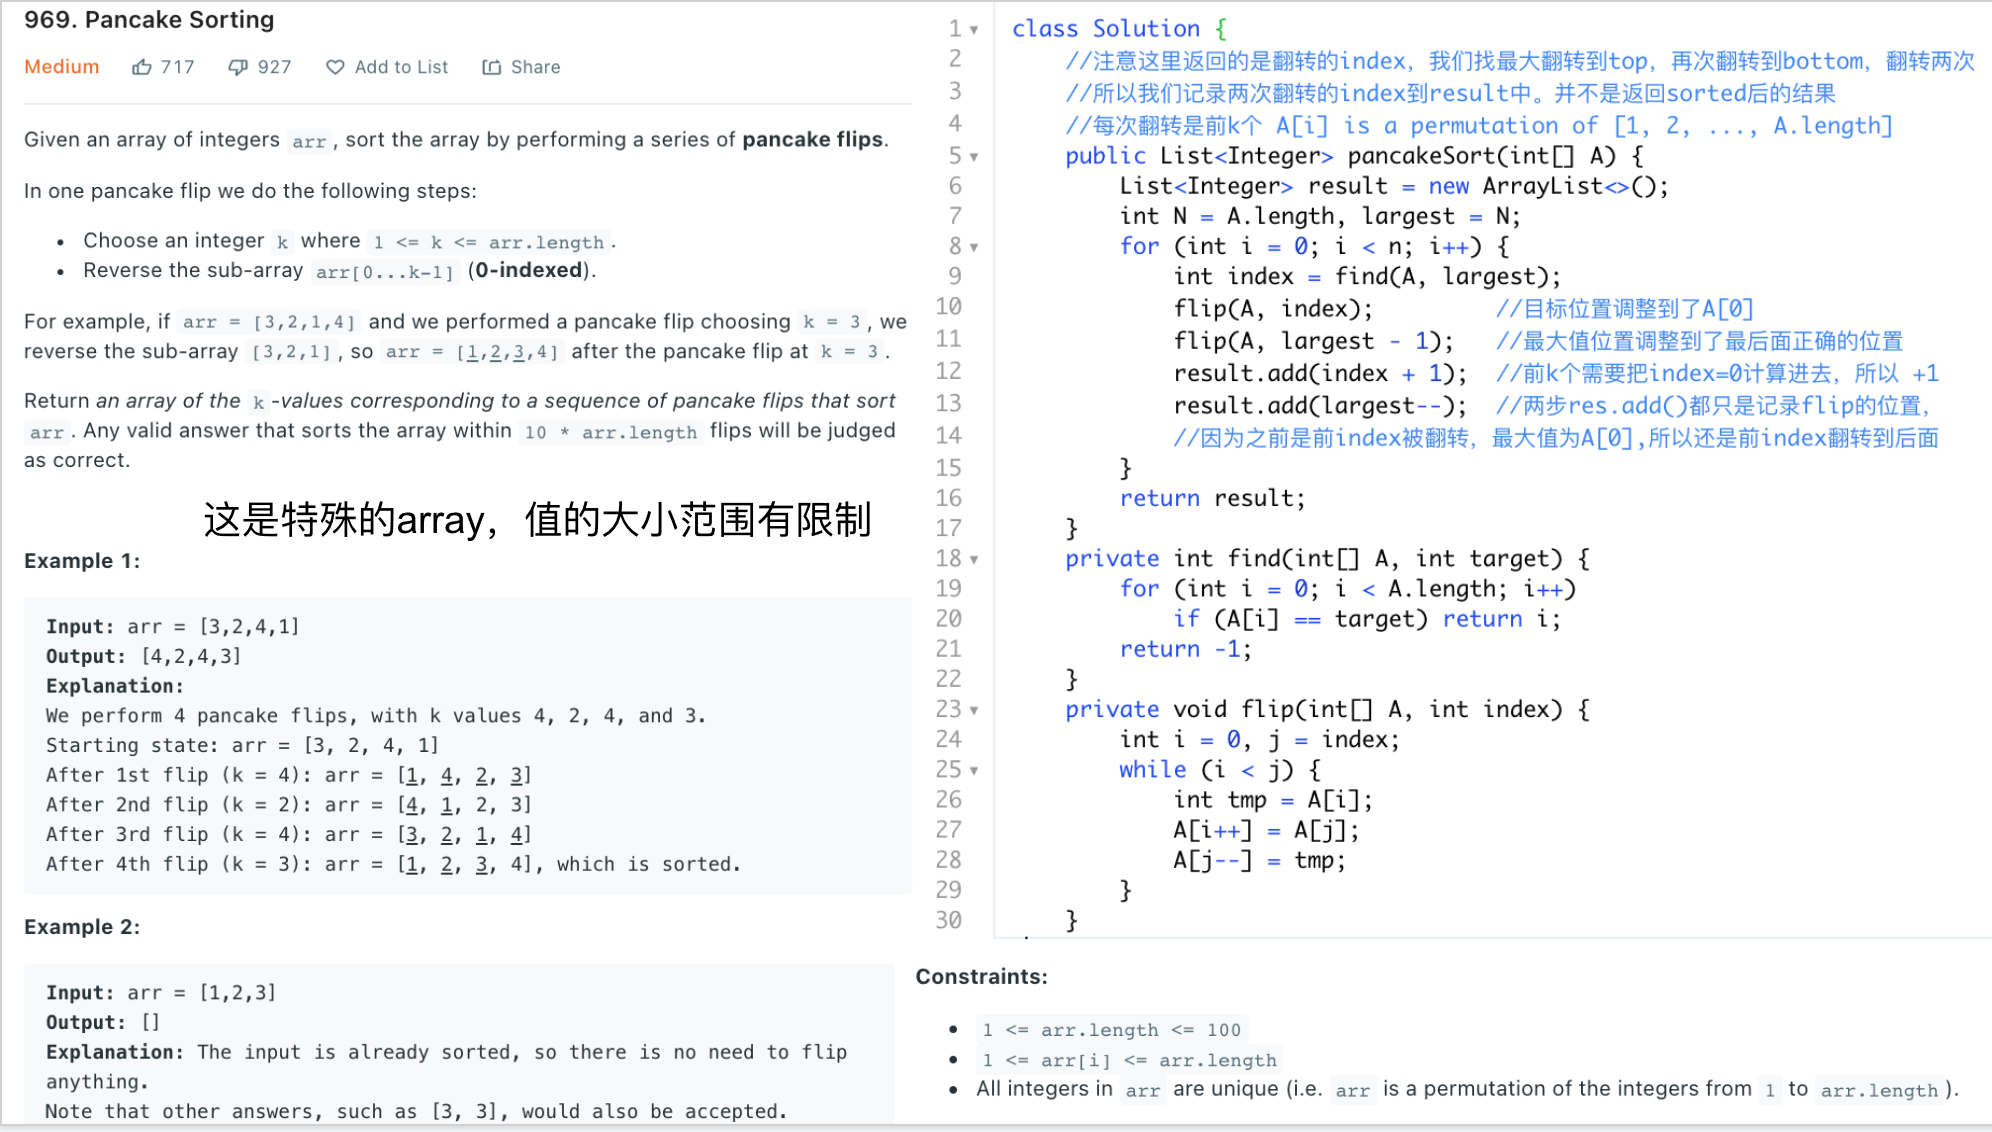 969. Pancake Sorting
Medium 717 927 Add to List Share
Given an array of integers arr, sort the array by performing a series of pancake flips.
In one pancake flip we do the following steps:
• Choose an integer k where 1 <= k <= arr.length.
• Reverse the sub-array arr[0...k-1] (0-indexed).
For example, if arr = [3,2,1,4] and we performed a pancake flip choosing k = 3, we
reverse the sub-array [3,2,1], so arr = [1,2,3,4] after the pancake flip at k = 3.
Return an array of the k-values corresponding to a sequence of pancake flips that sort
arr. Any valid answer that sorts the array within 10 * arr.length flips will be judged
as correct.
这是特殊的array，值的大小范围有限制
Example 1:
Input: arr = [3,2,4,1]
Output: [4,2,4,3]
Explanation:
We perform 4 pancake flips, with k values 4, 2, 4, and 3.
Starting state: arr = [3, 2, 4, 1]
After 1st flip (k = 4): arr = [1, 4, 2, 3]
After 2nd flip (k = 2): arr = [4, 1, 2, 3]
After 3rd flip (k = 4): arr = [3, 2, 1, 4]
After 4th flip (k = 3): arr = [1, 2, 3, 4], which is sorted.
Example 2:
Input: arr = [1,2,3]
Output: []
Explanation: The input is already sorted, so there is no need to flip
anything.
Note that other answers, such as [3, 3], would also be accepted.
1 class Solution {
2 //注意这里返回的是翻转的index，我们找最大翻转到top，再次翻转到bottom，翻转两次
3 //所以我们记录两次翻转的index到result中。并不是返回sorted后的结果
4 //每次翻转是前k个 A[i] is a permutation of [1, 2, ..., A.length]
5 public List<Integer> pancakeSort(int[] A) {
6 List<Integer> result = new ArrayList<>();
7 int N = A.length, largest = N;
8 for (int i = 0; i < n; i++) {
9 int index = find(A, largest);
10 flip(A, index); //目标位置调整到了A[0]
11 flip(A, largest - 1); //最大值位置调整到了最后面正确的位置
12 result.add(index + 1); //前k个需要把index=0计算进去，所以 +1
13 result.add(largest--); //两步res.add()都只是记录flip的位置，
14 //因为之前是前index被翻转，最大值为A[0],所以还是前index翻转到后面
15 }
16 return result;
17 }
18 private int find(int[] A, int target) {
19 for (int i = 0; i < A.length; i++)
20 if (A[i] == target) return i;
21 return -1;
22 }
23 private void flip(int[] A, int index) {
24 int i = 0, j = index;
25 while (i < j) {
26 int tmp = A[i];
27 A[i++] = A[j];
28 A[j--] = tmp;
29 }
30 }
Constraints:
• 1 <= arr.length <= 100
• 1 <= arr[i] <= arr.length
• All integers in arr are unique (i.e. arr is a permutation of the integers from 1 to arr.length).